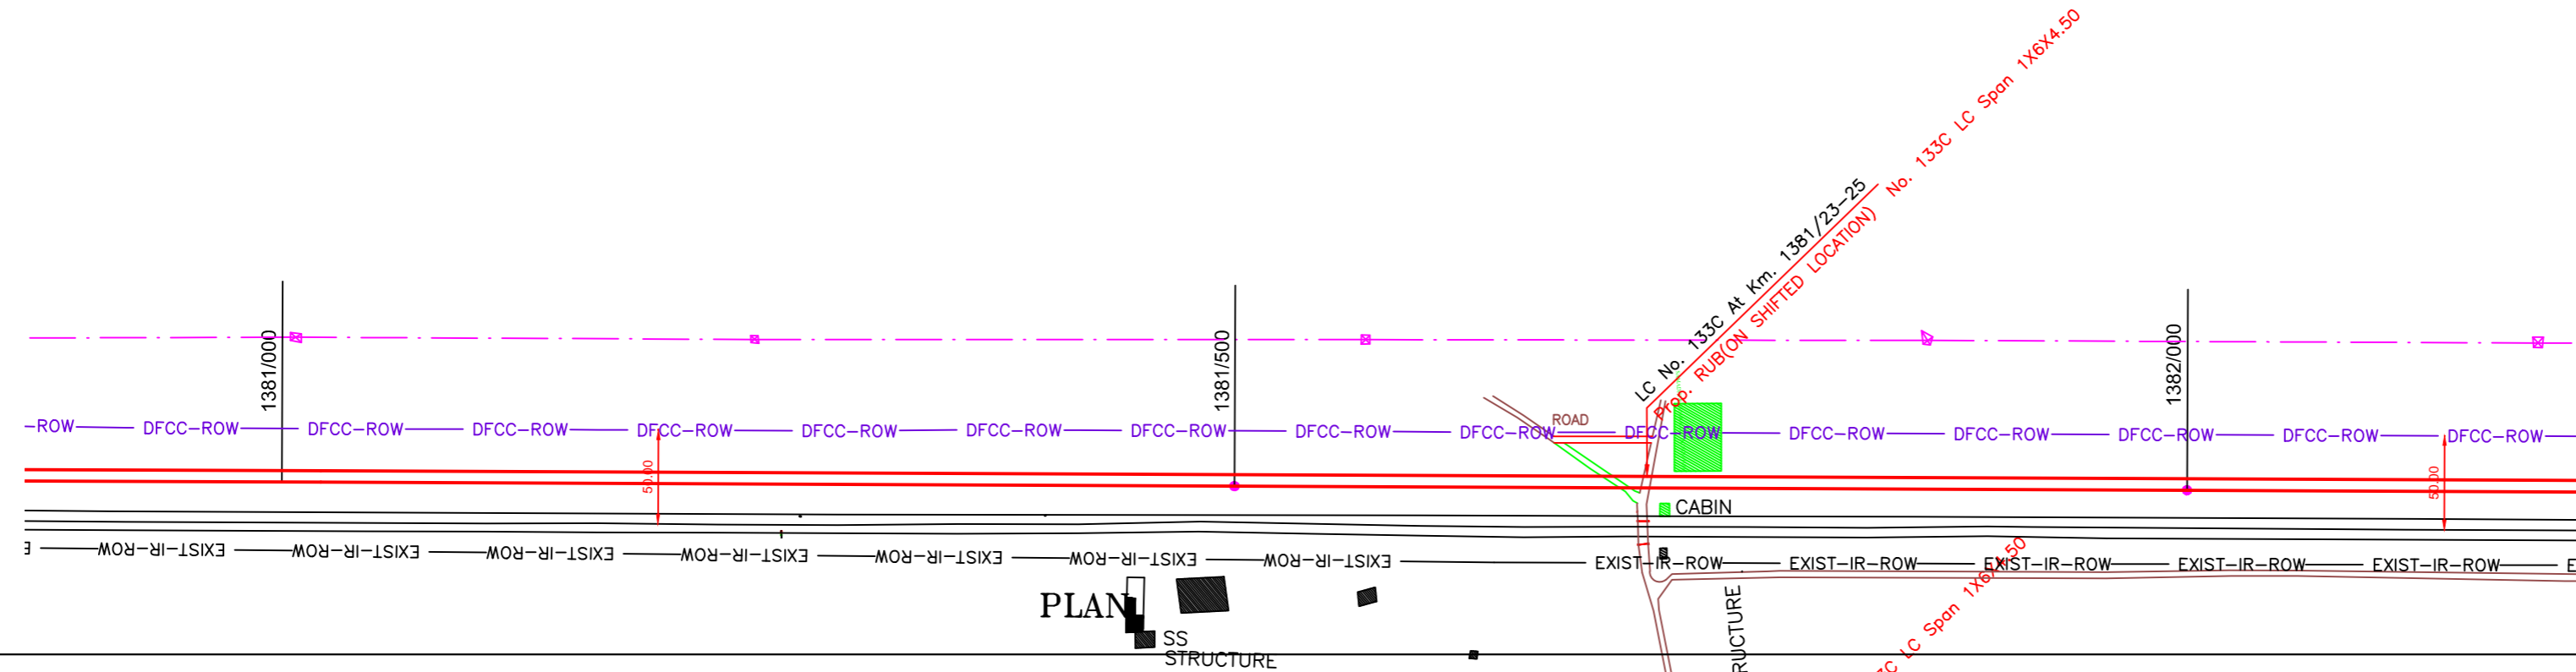 No. 133C LC Span 1X6X4.50
LC No. 133C At Km. 1381/23-25
Prop. RUB(ON SHIFTED LOCATION)
1381/000
1381/500
1382/000
-ROW DFCC-ROW DFCC-ROW DFCC-ROW DFCC-ROW DFCC-ROW DFCC-ROW DFCC-ROW DFCC-ROW DFCC-ROW DFCC-ROW DFCC-ROW DFCC-ROW DFCC-ROW DFCC-ROW DFCC-ROW
ROAD
50.00
50.00
CABIN
E EXIST-IR-ROW EXIST-IR-ROW EXIST-IR-ROW EXIST-IR-ROW EXIST-IR-ROW EXIST-IR-ROW EXIST-IR-ROW EXIST-IR-ROW EXIST-IR-ROW EXIST-IR-ROW EXIST-IR-ROW EXIST-IR-ROW E
PLAN
SS
STRUCTURE
RUCTURE
C LC Span 1X6X4.50